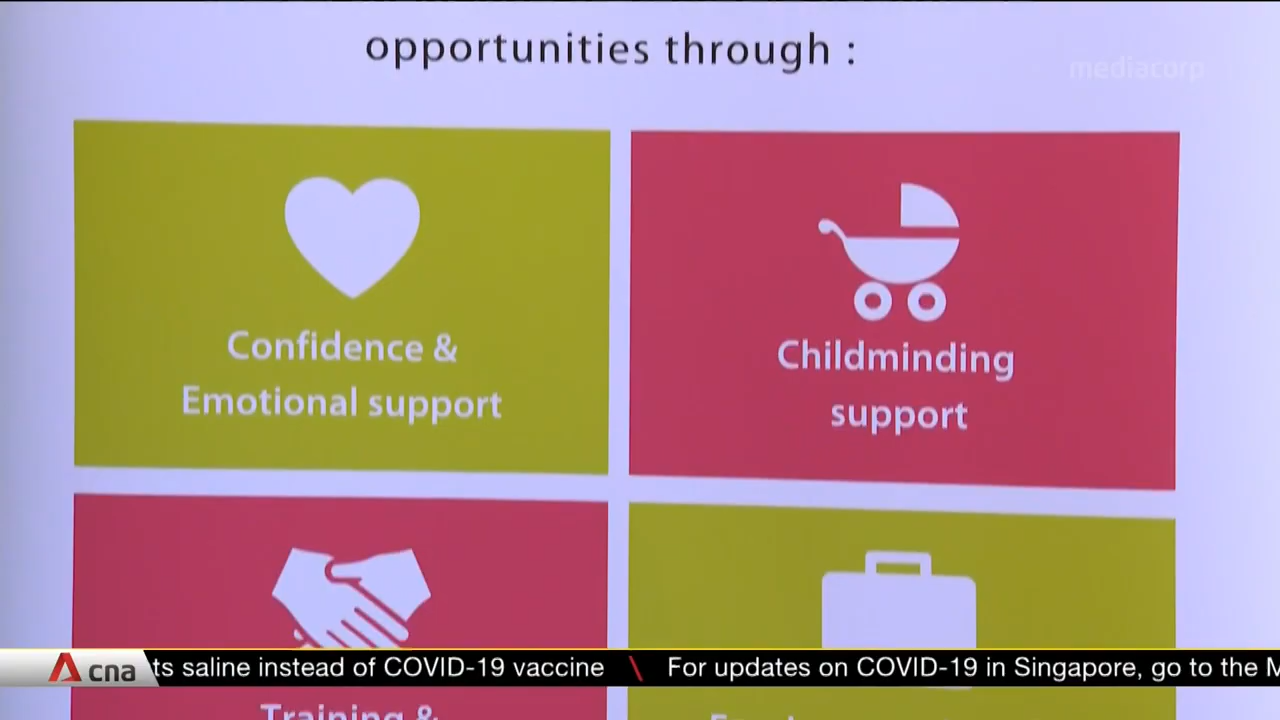 opportunities through :
mediacorp
Confidence &
Emotional support
Childminding
support
Training &
cna
ts saline instead of COVID-19 vaccine \ For updates on COVID-19 in Singapore, go to the M